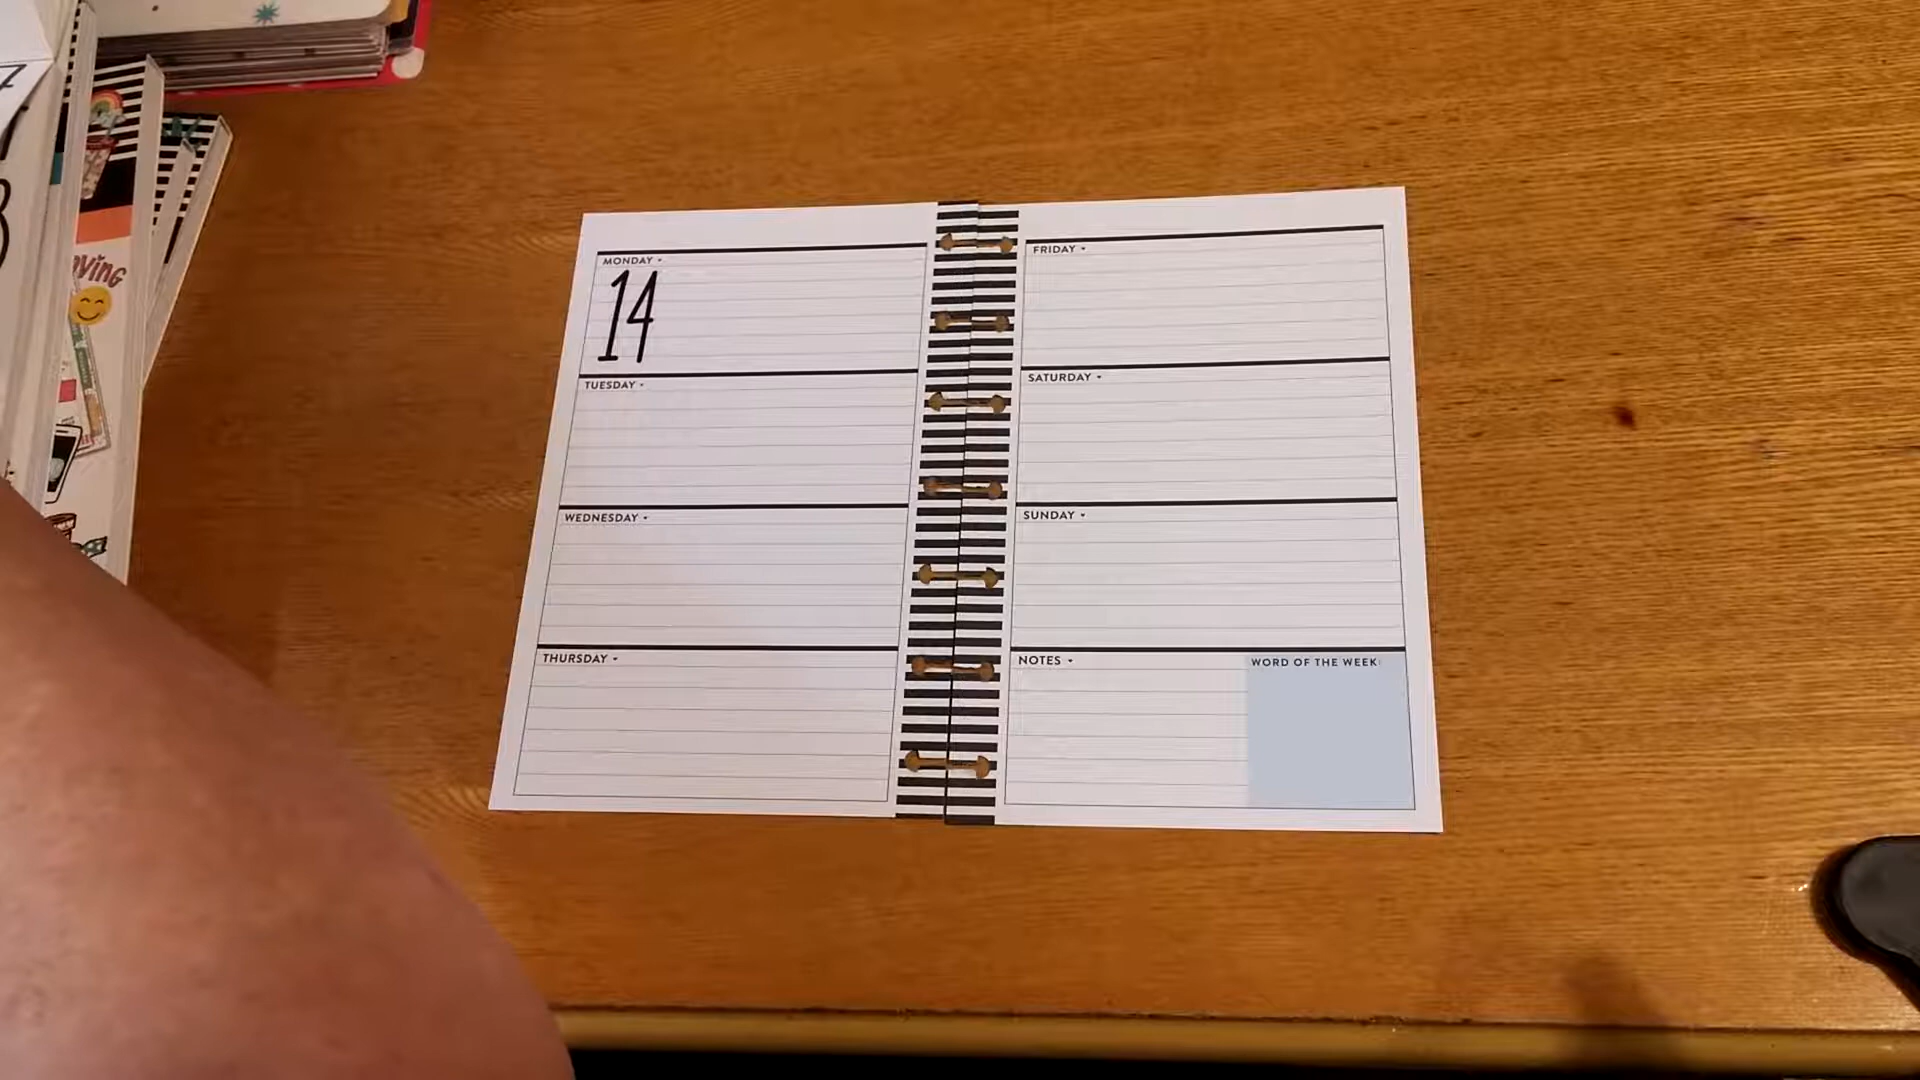 MONDAY
14
TUESDAY
WEDNESDAY
THURSDAY
FRIDAY
SATURDAY
SUNDAY
NOTES
WORD OF THE WEEK: